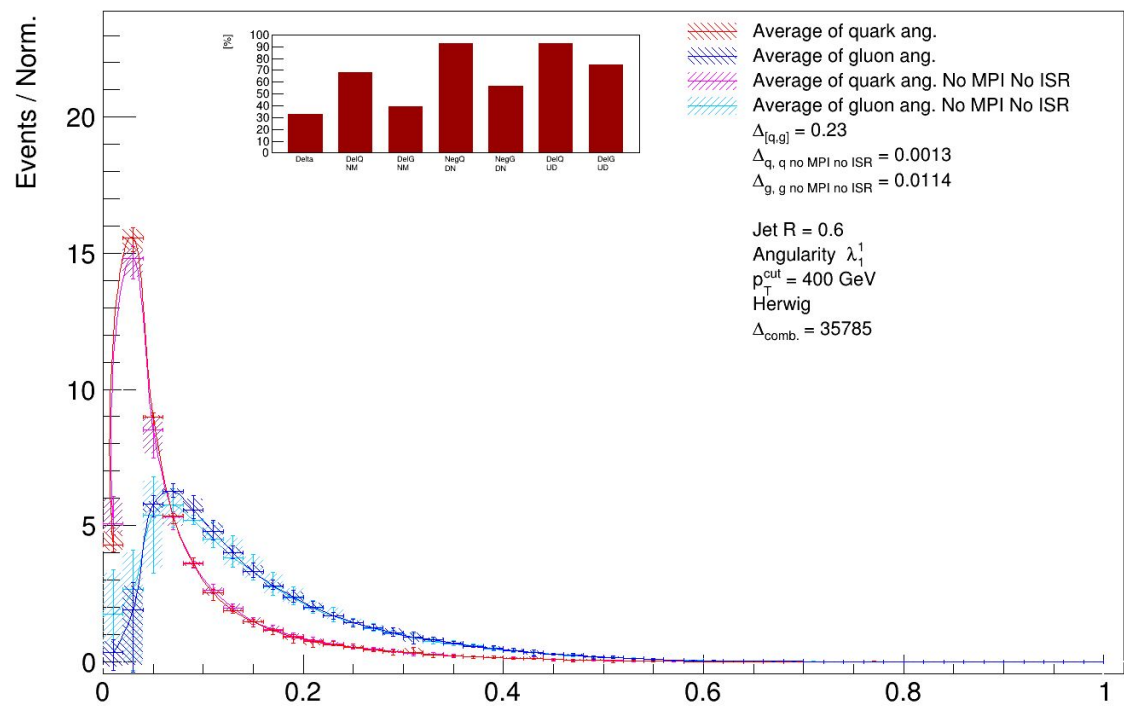 Events / Norm.
20
15
10
5
0
0 0.2 0.4 0.6 0.8 1
[%]
100
90
80
70
60
50
40
30
20
10
0
Delta DelQ DelG NegQ NegG DelQ DelG
NM NM DN DN UD UD
Average of quark ang.
Average of gluon ang.
Average of quark ang. No MPI No ISR
Average of gluon ang. No MPI No ISR
Δ[q,g] = 0.23
Δq, q no MPI no ISR = 0.0013
Δg, g no MPI no ISR = 0.0114
Jet R = 0.6
Angularity λ¹₁
pTcut = 400 GeV
Herwig
Δcomb. = 35785